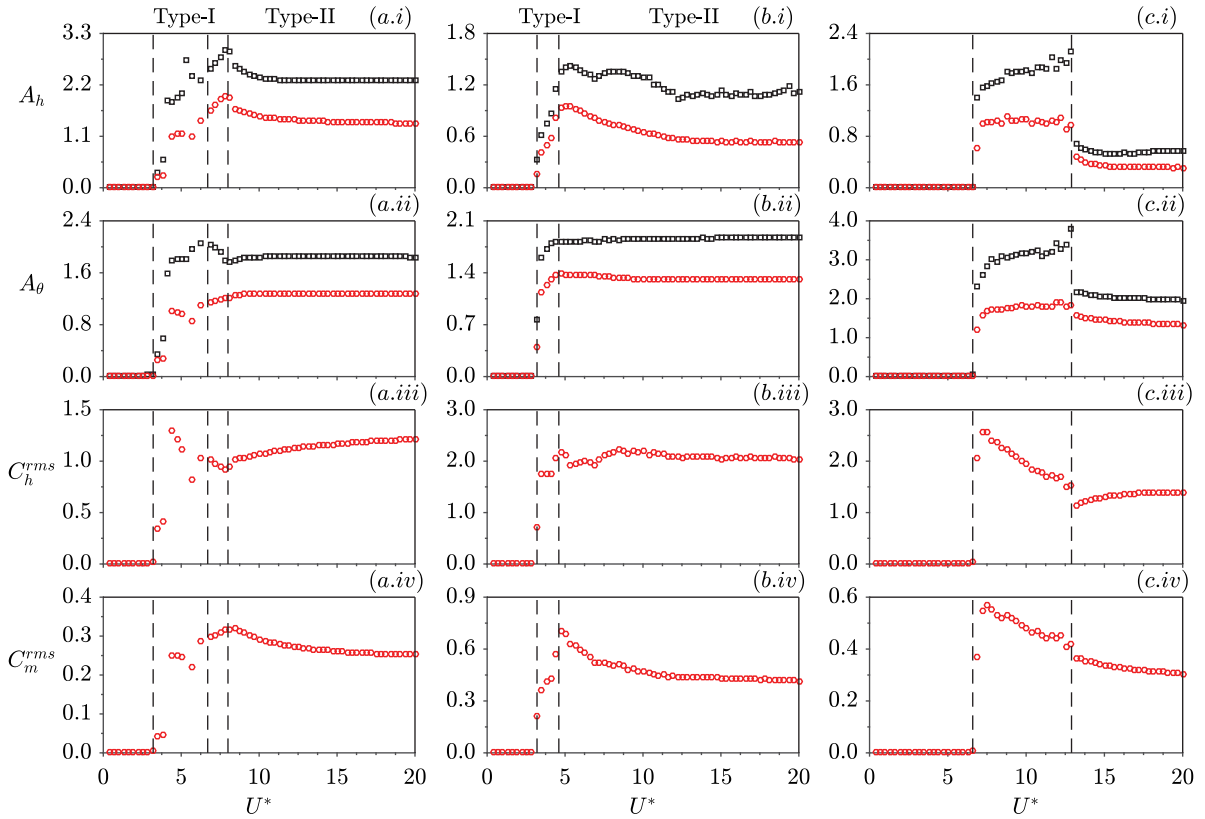 Type-I Type-II (a.i) Type-I Type-II (b.i) (c.i)
3.3 1.8 2.4
2.2 1.2 1.6
A_h
1.1 0.6 0.8
0.0 0.0 0.0
(a.ii) (b.ii) (c.ii)
2.4 2.1 4.0
1.6 1.4 3.0
A_θ 2.0
0.8 0.7 1.0
0.0 0.0 0.0
(a.iii) (b.iii) (c.iii)
1.5 3.0 4.0
1.0 2.0 3.0
C_h^{rms} 2.0
0.5 1.0 1.0
0.0 0.0 0.0
(a.iv) (b.iv) (c.iv)
0.4 0.9 0.6
0.3 0.6 0.4
C_m^{rms} 0.2
0.1 0.3 0.2
0.0 0.0 0.0
0 5 10 15 20 0 5 10 15 20 0 5 10 15 20
U* U* U*